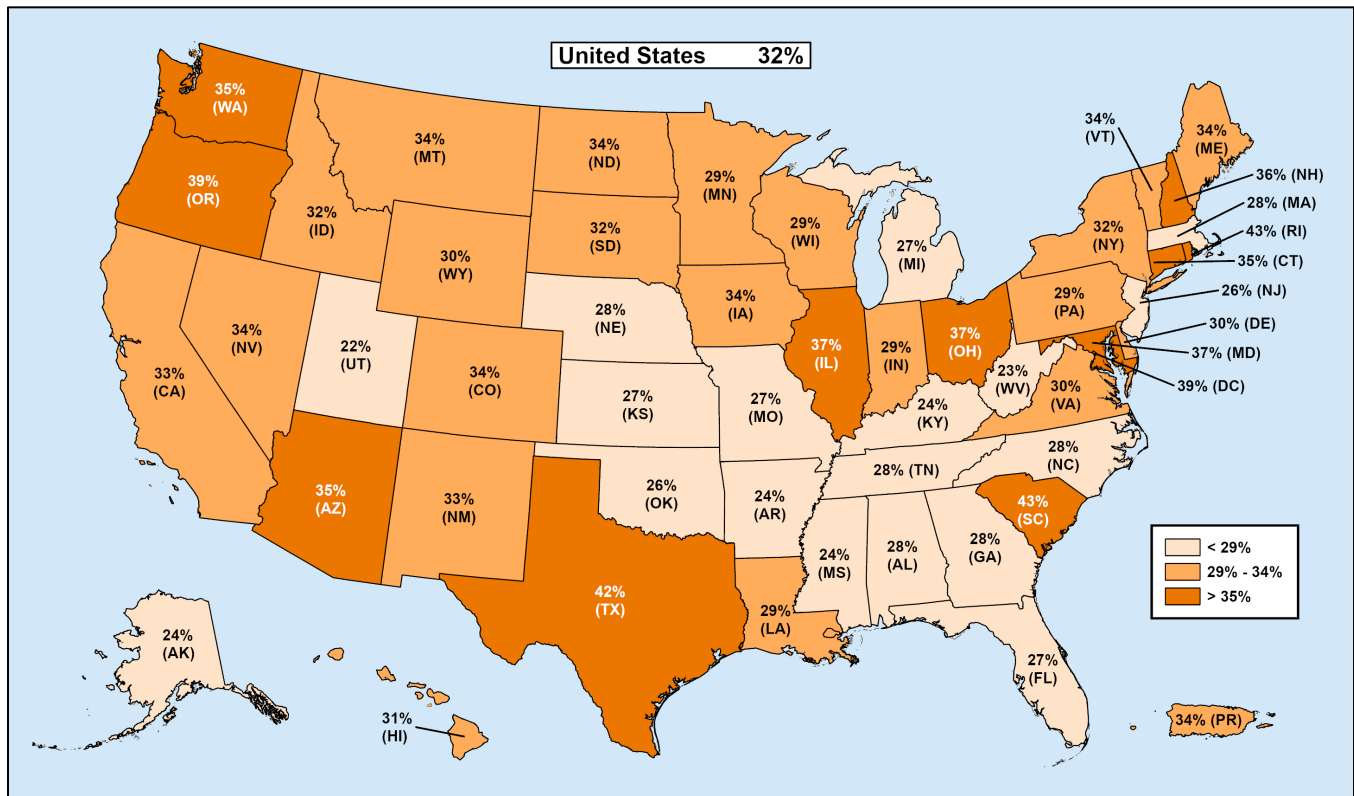 United States 32%
35%
(WA)
39%
(OR)
34%
(MT)
32%
(ID)
30%
(WY)
34%
(ND)
32%
(SD)
29%
(MN)
29%
(WI)
27%
(MI)
34%
(VT)
34%
(ME)
36% (NH)
28% (MA)
43% (RI)
35% (CT)
26% (NJ)
30% (DE)
37% (MD)
39% (DC)
32%
(NY)
29%
(PA)
33%
(CA)
34%
(NV)
22%
(UT)
34%
(CO)
28%
(NE)
27%
(KS)
34%
(IA)
27%
(MO)
37%
(IL)
29%
(IN)
37%
(OH)
23%
(WV)
30%
(VA)
24%
(KY)
28% (TN)
28%
(NC)
43%
(SC)
35%
(AZ)
33%
(NM)
26%
(OK)
24%
(AR)
42%
(TX)
29%
(LA)
24%
(MS)
28%
(AL)
28%
(GA)
27%
(FL)
24%
(AK)
31%
(HI)
34% (PR)
< 29%
29% - 34%
> 35%